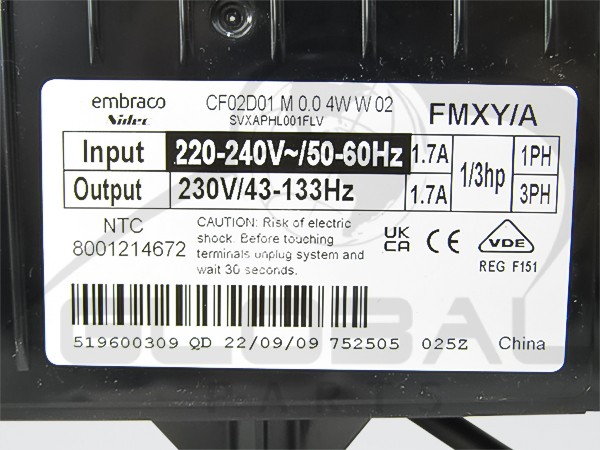 embraco
Nidec
CF02D01 M 0.0 4W W 02
SVXAPHL001FLV
FMXY/A
Input 220-240V~/50-60Hz 1.7A 1/3hp 1PH
Output 230V/43-133Hz 1.7A 3PH
NTC
8001214672
CAUTION: Risk of electric
shock. Before touching
terminals unplug system and
wait 30 seconds.
UK
CA
CE
VDE
REG F151
519600309 QD 22/09/09 752505 025Z China
GLOBAL
PARTS